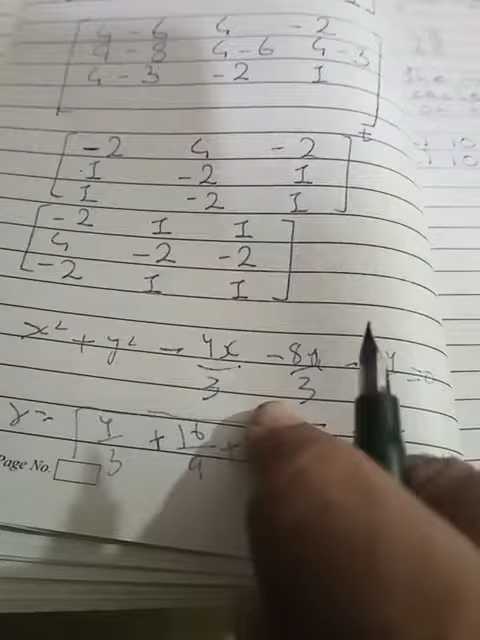 4 - 6 4 - 2
4 - 8 4 - 6 4 - 3
4 - 3 - 2 1
- 2 4 - 2 t
1 - 2 1
1 - 2 1
- 2 1 1
4 - 2 - 2
- 2 1 1
x² + y² - 4x/3 - 8y/3 - = 0
r = √ 4/3 + 16/9 +
Page No.